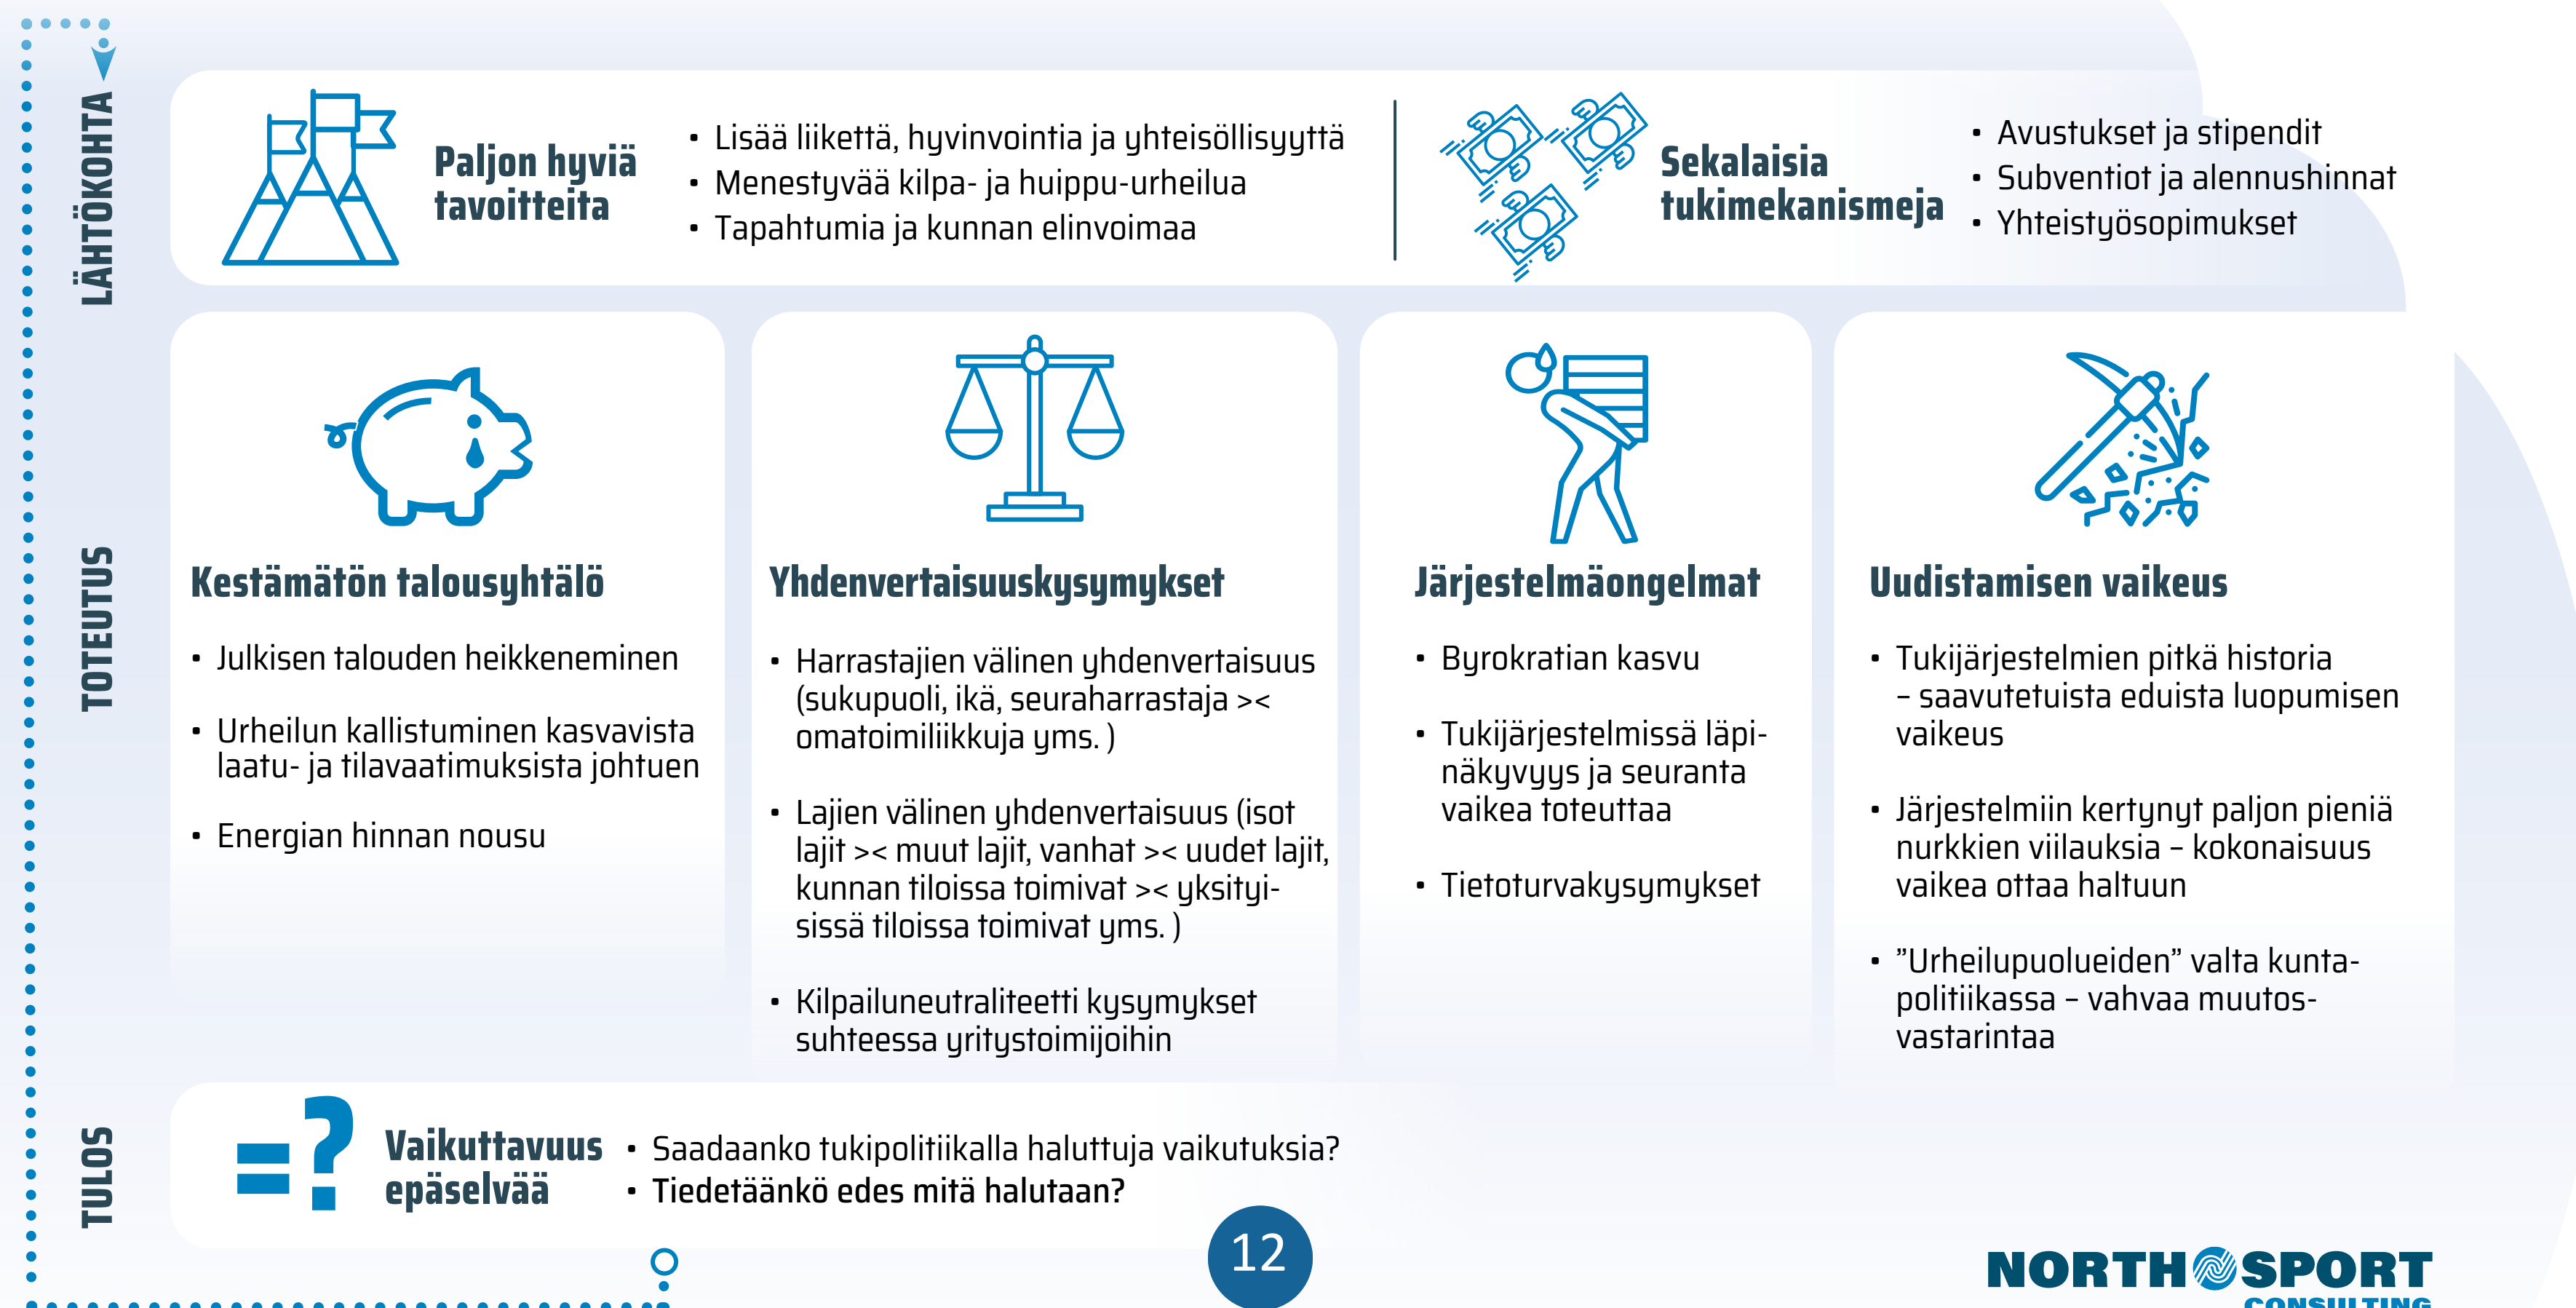 LÄHTÖKOHTA
Paljon hyviä
tavoitteita
• Lisää liikettä, hyvinvointia ja yhteisöllisyyttä
• Menestyvää kilpa- ja huippu-urheilua
• Tapahtumia ja kunnan elinvoimaa
Sekalaisia
tukimekanismeja
• Avustukset ja stipendit
• Subventiot ja alennushinnat
• Yhteistyösopimukset
TOTEUTUS
Kestämätön talousyhtälö
• Julkisen talouden heikkeneminen
• Urheilun kallistuminen kasvavista
laatu- ja tilavaatimuksista johtuen
• Energian hinnan nousu
Yhdenvertaisuuskysymykset
• Harrastajien välinen yhdenvertaisuus
(sukupuoli, ikä, seuraharrastaja ><
omatoimiliikkuja yms. )
• Lajien välinen yhdenvertaisuus (isot
lajit >< muut lajit, vanhat >< uudet lajit,
kunnan tiloissa toimivat >< yksityi-
sissä tiloissa toimivat yms. )
• Kilpailuneutraliteetti kysymykset
suhteessa yritystoimijoihin
Järjestelmäongelmat
• Byrokratian kasvu
• Tukijärjestelmissä läpi-
näkyvyys ja seuranta
vaikea toteuttaa
• Tietoturvakysymykset
Uudistamisen vaikeus
• Tukijärjestelmien pitkä historia
– saavutetuista eduista luopumisen
vaikeus
• Järjestelmiin kertynyt paljon pieniä
nurkkien viilauksia – kokonaisuus
vaikea ottaa haltuun
• ”Urheilupuolueiden” valta kunta-
politiikassa – vahvaa muutos-
vastarintaa
TULOS
=?
Vaikuttavuus
epäselvää
• Saadaanko tukipolitiikalla haluttuja vaikutuksia?
• Tiedetäänkö edes mitä halutaan?
12
NORTH SPORT
CONSULTING